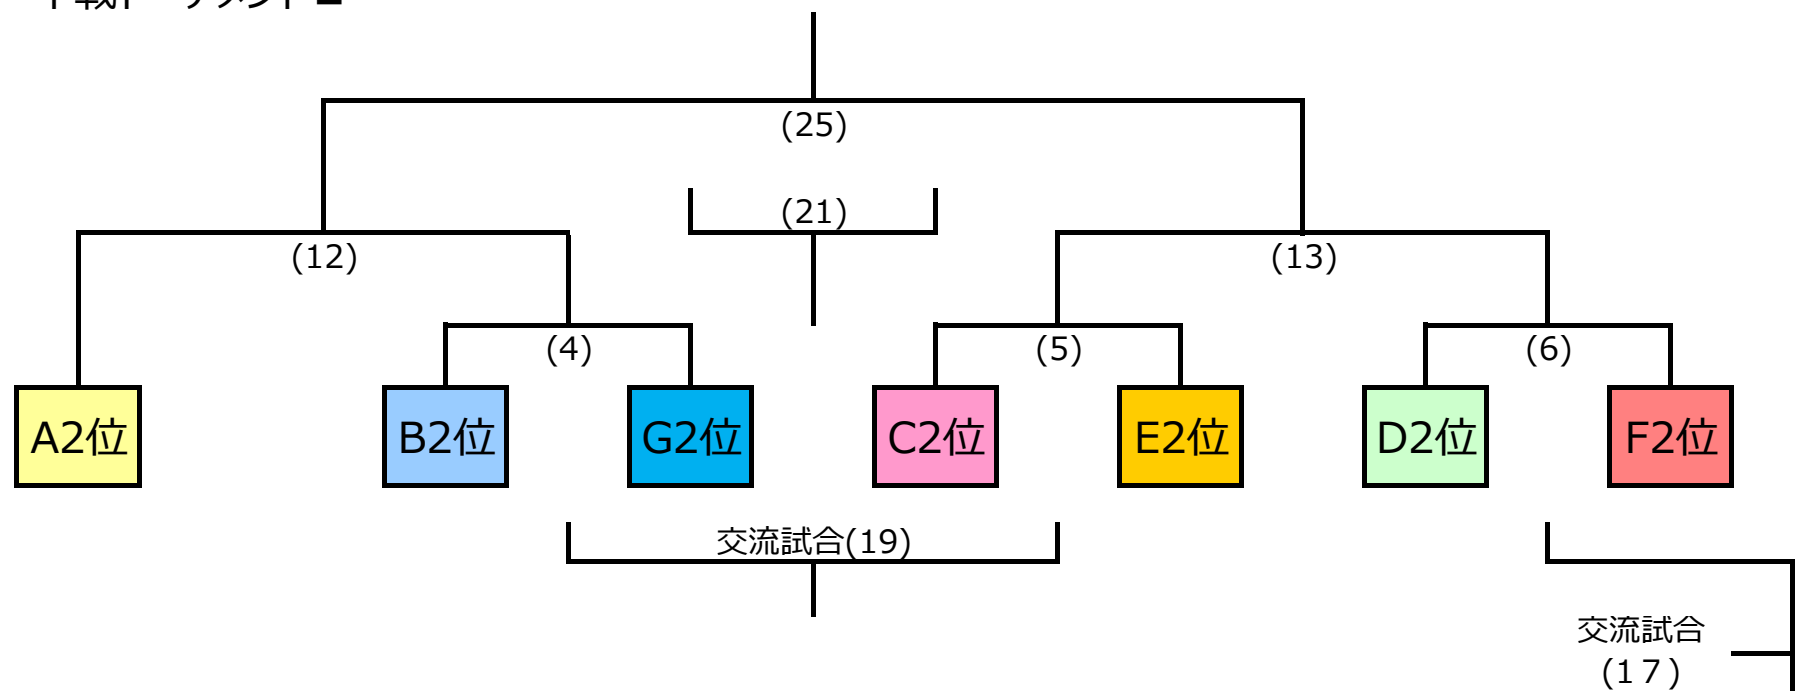 (25)
(21)
(12)
(13)
(4)
(5)
(6)
A2位
B2位
G2位
C2位
E2位
D2位
F2位
交流試合(19)
交流試合
(１７)